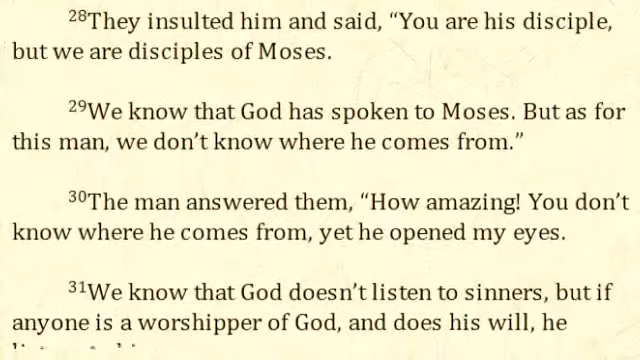 28They insulted him and said, “You are his disciple,
but we are disciples of Moses.
29We know that God has spoken to Moses. But as for
this man, we don’t know where he comes from.”
30The man answered them, “How amazing! You don’t
know where he comes from, yet he opened my eyes.
31We know that God doesn’t listen to sinners, but if
anyone is a worshipper of God, and does his will, he